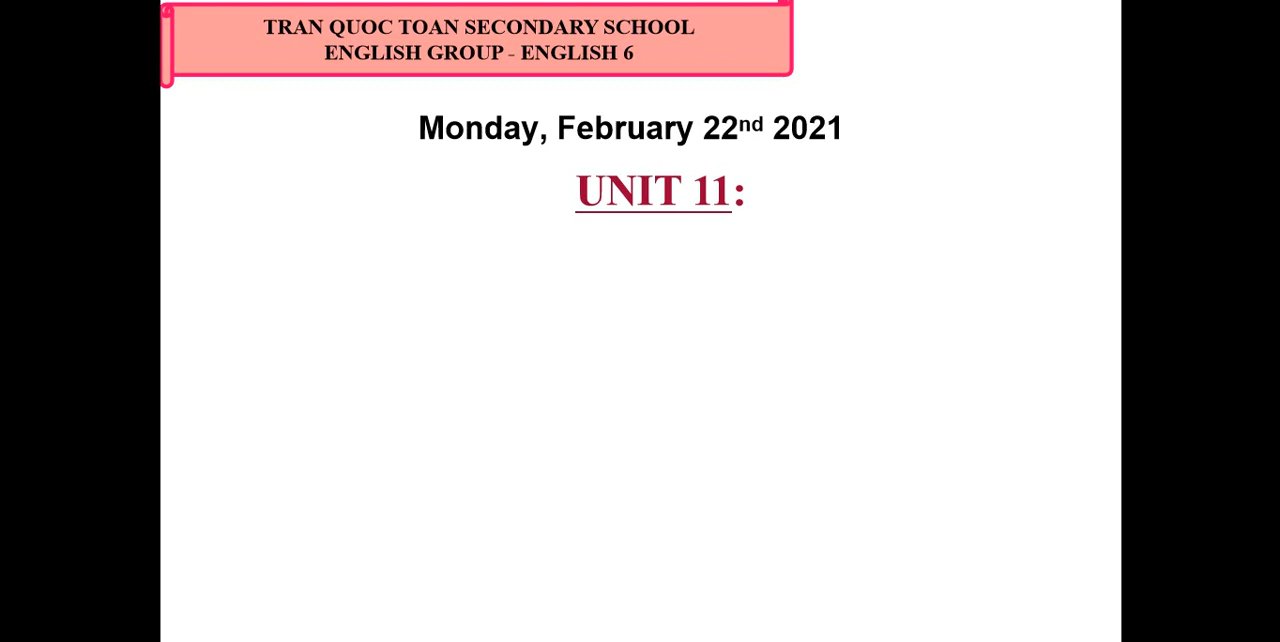 TRAN QUOC TOAN SECONDARY SCHOOL
ENGLISH GROUP - ENGLISH 6
Monday, February 22nd 2021
UNIT 11: